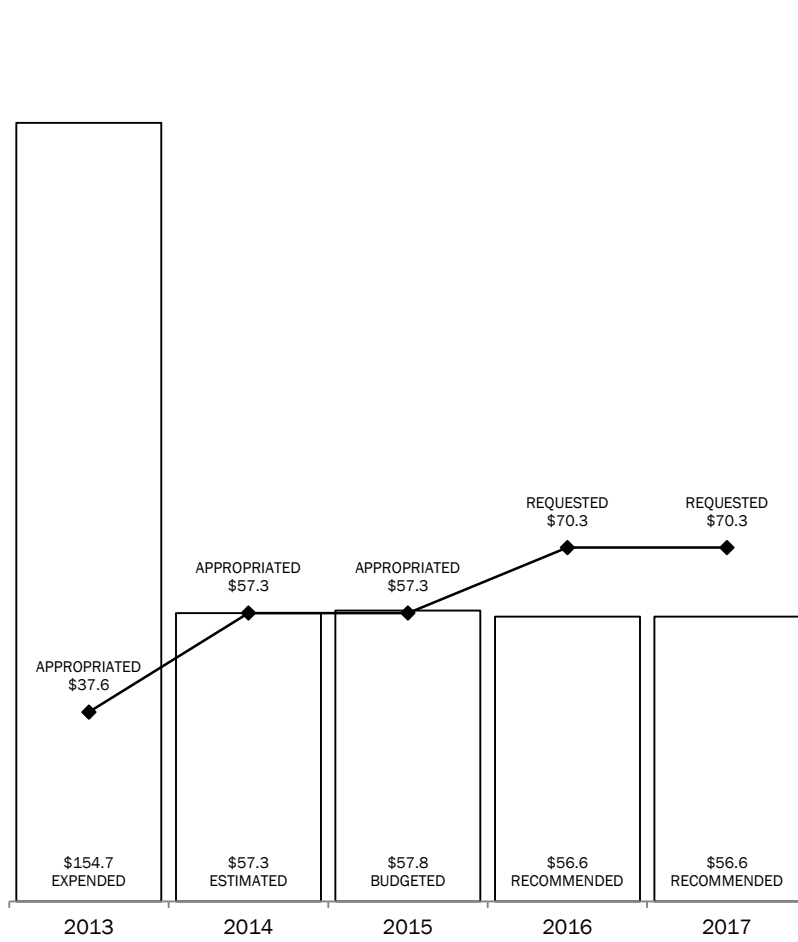 REQUESTED
$70.3
REQUESTED
$70.3
APPROPRIATED
$57.3
APPROPRIATED
$57.3
APPROPRIATED
$37.6
$154.7
EXPENDED
$57.3
ESTIMATED
$57.8
BUDGETED
$56.6
RECOMMENDED
$56.6
RECOMMENDED
2013
2014
2015
2016
2017